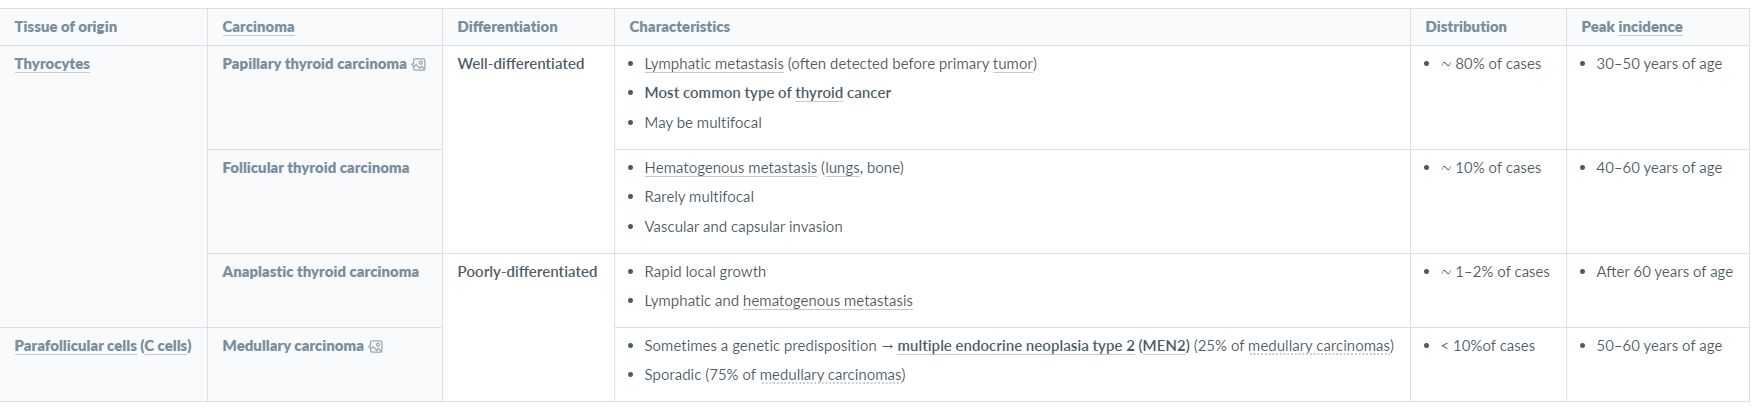 Tissue of origin Carcinoma Differentiation Characteristics Distribution Peak incidence
Thyrocytes Papillary thyroid carcinoma Well-differentiated • Lymphatic metastasis (often detected before primary tumor) • ~ 80% of cases • 30–50 years of age
• Most common type of thyroid cancer
• May be multifocal
Follicular thyroid carcinoma • Hematogenous metastasis (lungs, bone) • ~ 10% of cases • 40–60 years of age
• Rarely multifocal
• Vascular and capsular invasion
Anaplastic thyroid carcinoma Poorly-differentiated • Rapid local growth • ~ 1–2% of cases • After 60 years of age
• Lymphatic and hematogenous metastasis
Parafollicular cells (C cells) Medullary carcinoma • Sometimes a genetic predisposition → multiple endocrine neoplasia type 2 (MEN2) (25% of medullary carcinomas) • < 10%of cases • 50–60 years of age
• Sporadic (75% of medullary carcinomas)